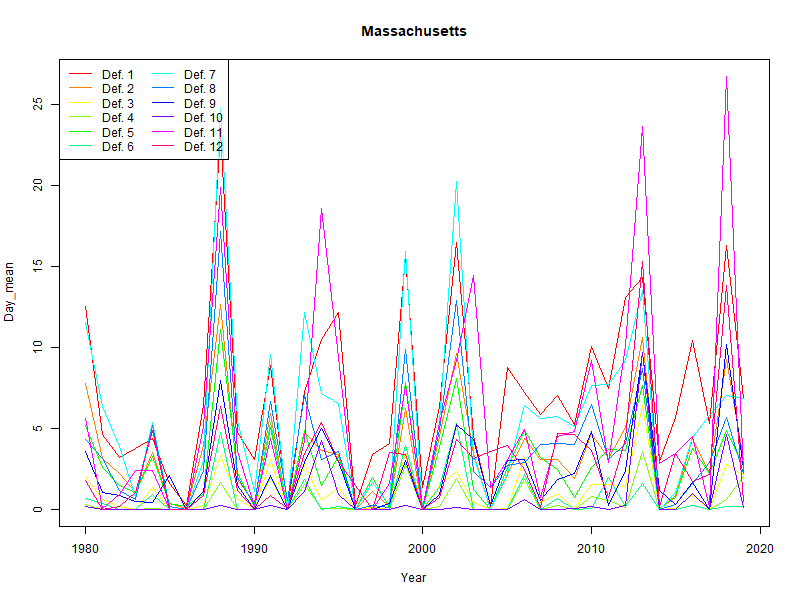 Massachusetts
Def. 1 Def. 7
Def. 2 Def. 8
Def. 3 Def. 9
Def. 4 Def. 10
Def. 5 Def. 11
Def. 6 Def. 12
25
20
15
10
5
0
Day_mean
1980 1990 2000 2010 2020
Year